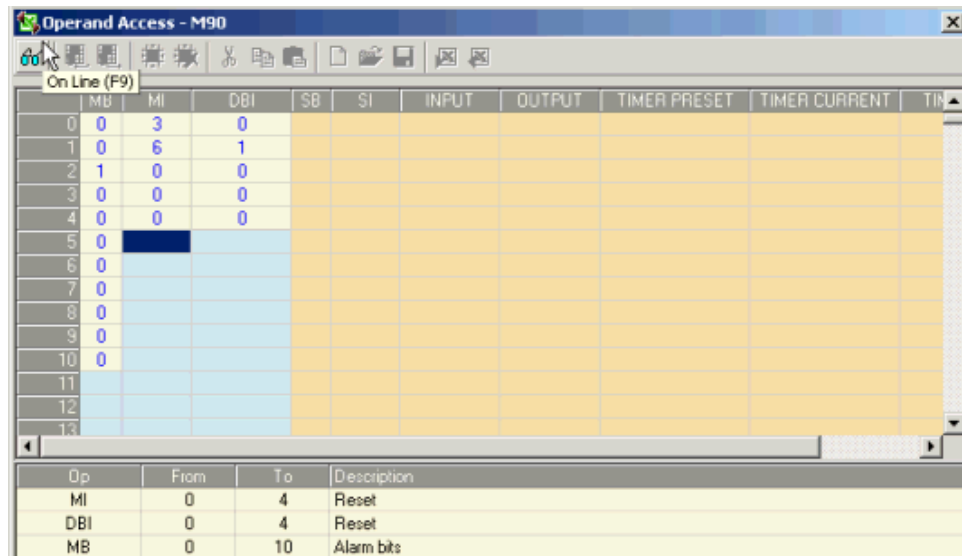 Operand Access - M90
On Line (F9)
MB MI DBI SB SI INPUT OUTPUT TIMER PRESET TIMER CURRENT
0 0 3 0
1 0 6 1
2 1 0 0
3 0 0 0
4 0 0 0
5 0
6 0
7 0
8 0
9 0
10 0
11
12
13
Op From To Description
MI 0 4 Reset
DBI 0 4 Reset
MB 0 10 Alarm bits